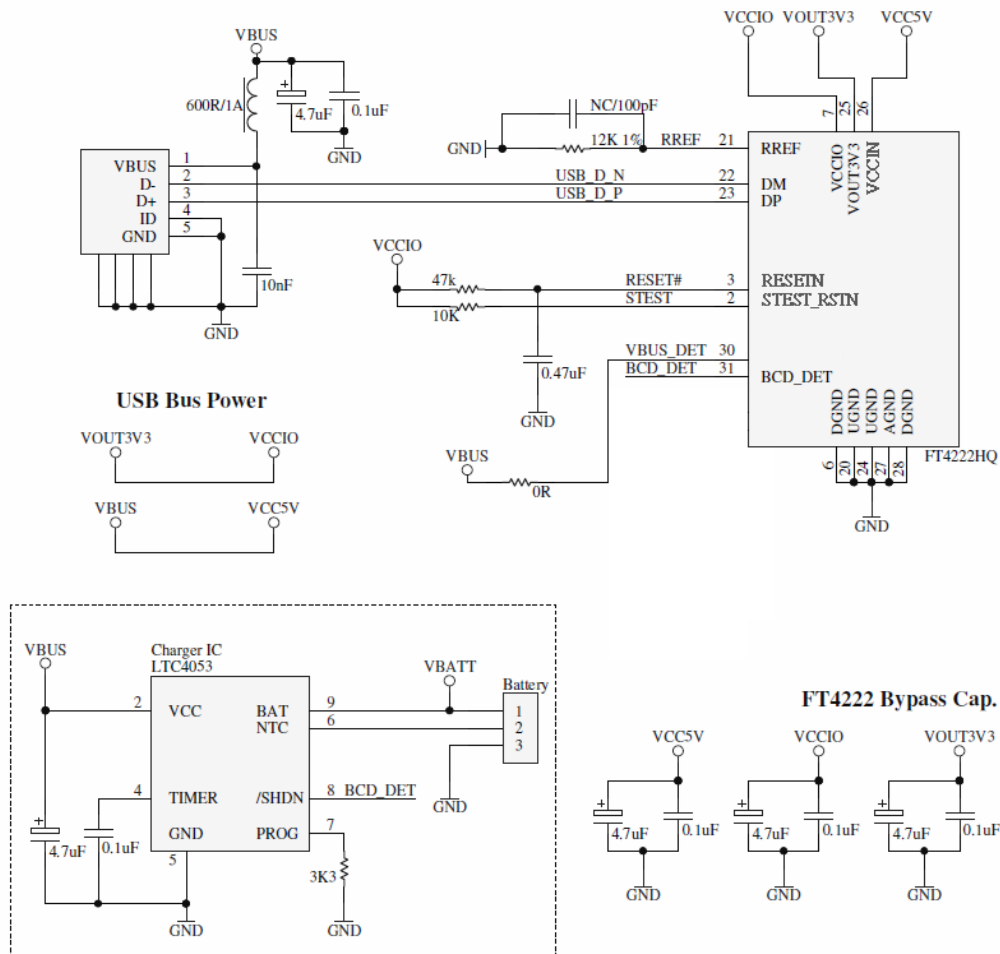 VCCIO VOUT3V3 VCC5V
VBUS
600R/1A
+
4.7uF
0.1uF
GND
NC/100pF
GND
12K 1%
RREF 21 RREF
7 25 26
VCCIO
VOUT3V3
VCCIN
VBUS 1
D- 2 USB_D_N 22 DM
D+ 3 USB_D_P 23 DP
ID 4
GND 5
10nF
GND
VCCIO
47k RESET# 3 RESETN
10K STEST 2 STEST_RSTN
0.47uF
GND
VBUS_DET 30
BCD_DET 31 BCD_DET
DGND
UGND
UGND
AGND
DGND
FT4222HQ
6 20 24 27 28
GND
VBUS
0R
USB Bus Power
VOUT3V3 VCCIO
VBUS VCC5V
VBUS
Charger IC
LTC4053
VBATT
Battery
2 VCC BAT 9 1
NTC 6 2
3
4 TIMER /SHDN 8 BCD_DET
GND
GND PROG 7
+
4.7uF
0.1uF
5
3K3
GND
GND
FT4222 Bypass Cap.
VCC5V VCCIO VOUT3V3
+ + +
4.7uF 0.1uF 4.7uF 0.1uF 4.7uF 0.1uF
GND GND GND